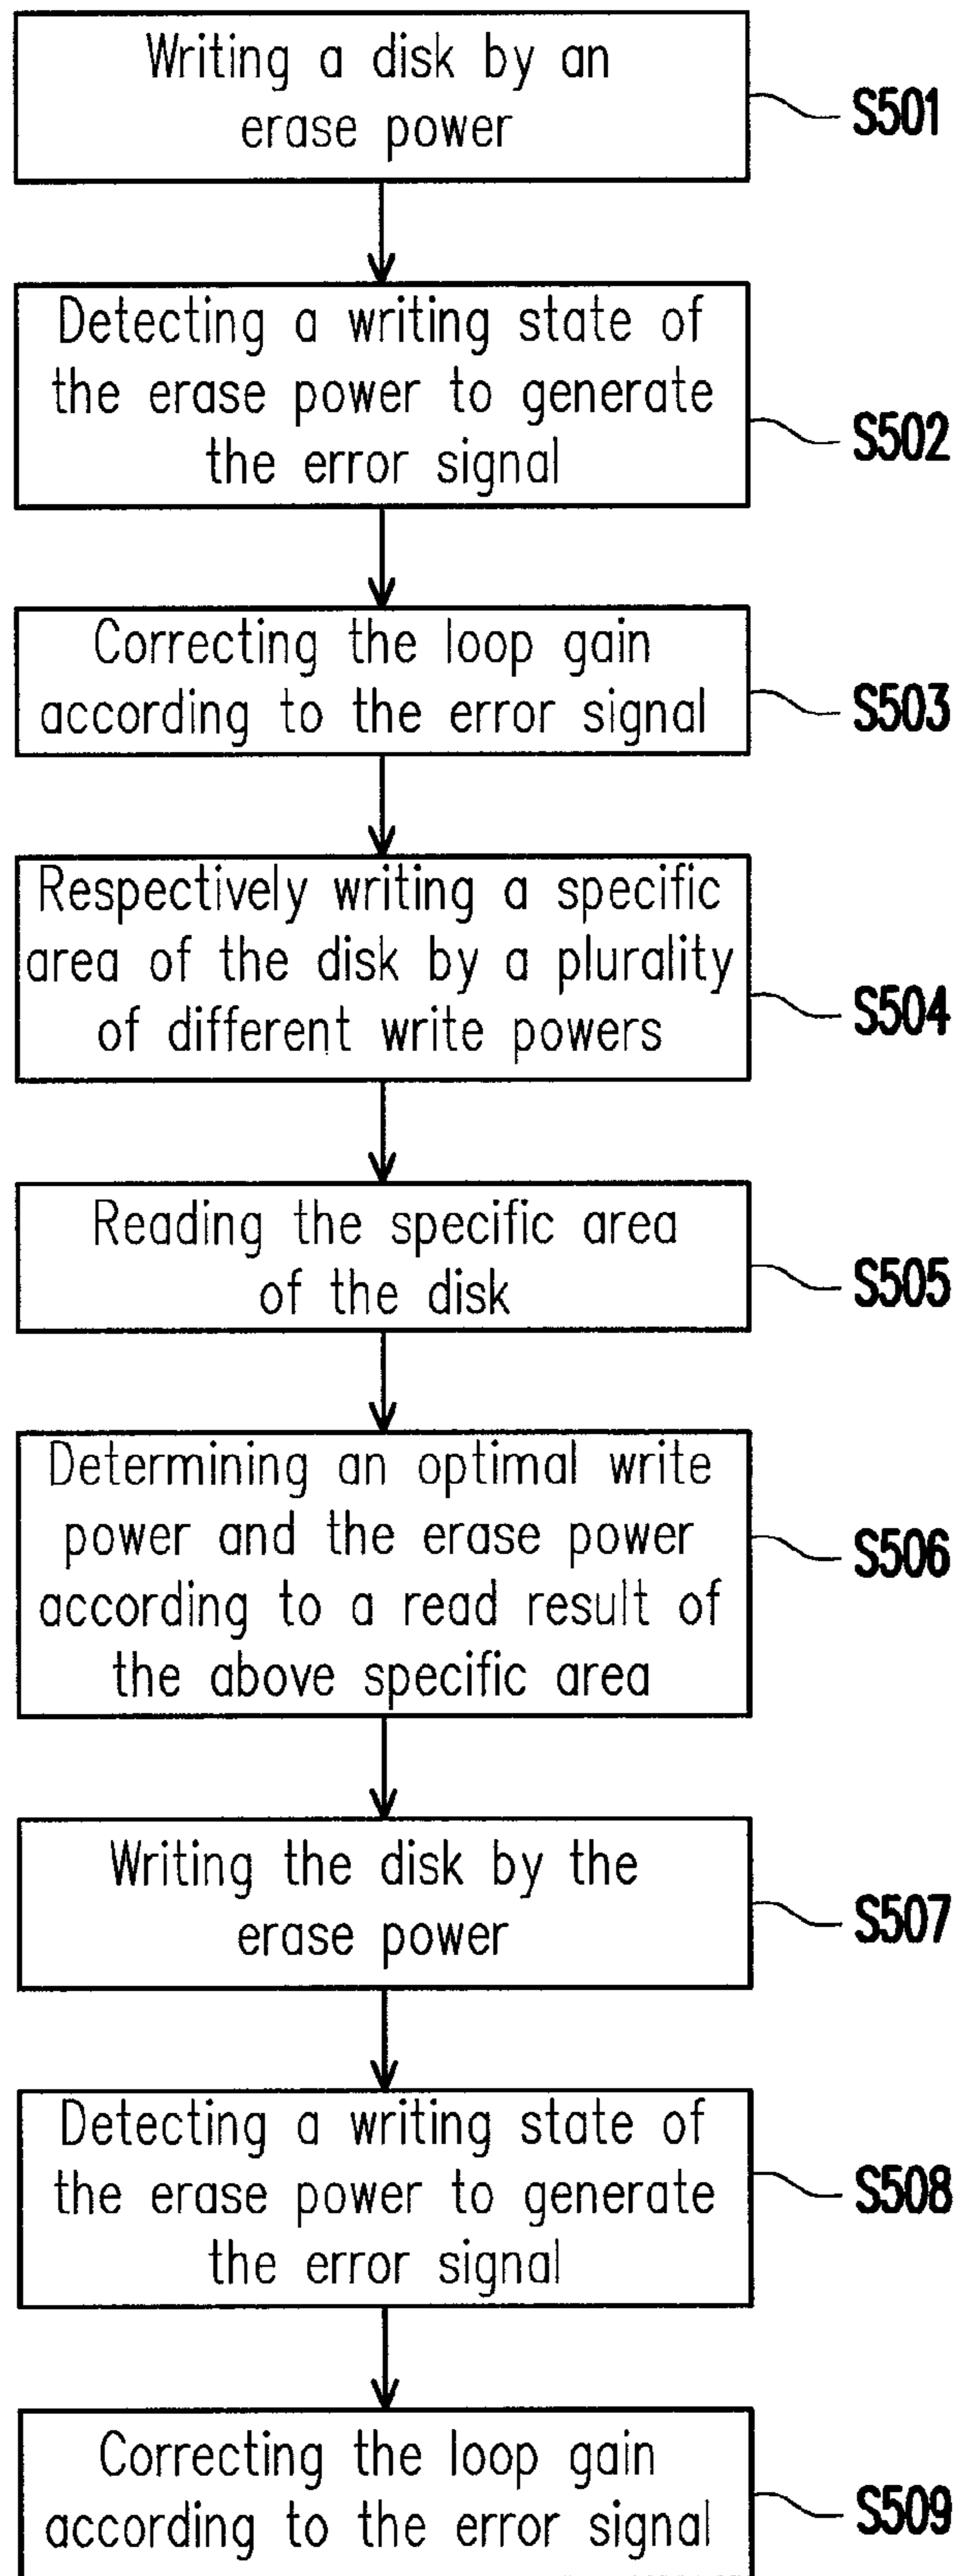 Writing a disk by an
erase power
S501
Detecting a writing state of
the erase power to generate
the error signal
S502
Correcting the loop gain
according to the error signal
S503
Respectively writing a specific
area of the disk by a plurality
of different write powers
S504
Reading the specific area
of the disk
S505
Determining an optimal write
power and the erase power
according to a read result of
the above specific area
S506
Writing the disk by the
erase power
S507
Detecting a writing state of
the erase power to generate
the error signal
S508
Correcting the loop gain
according to the error signal
S509